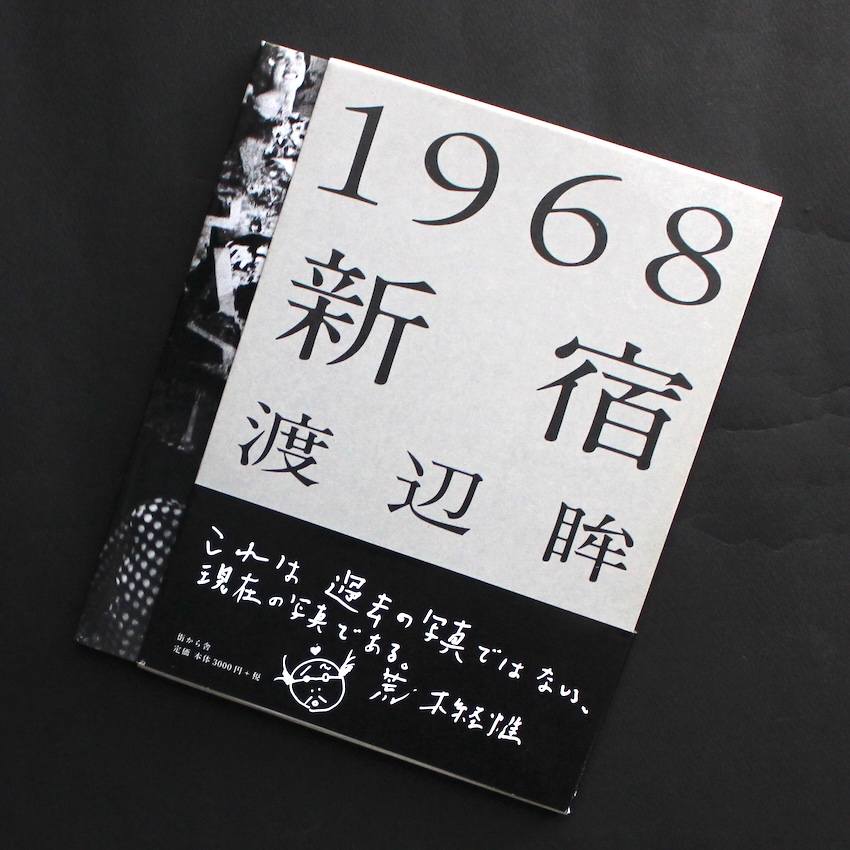 1968
新宿
渡辺眸
これは 過去の写真ではない、
現在の写真である。
荒木経惟
街から舎
定価 本体3000円+税